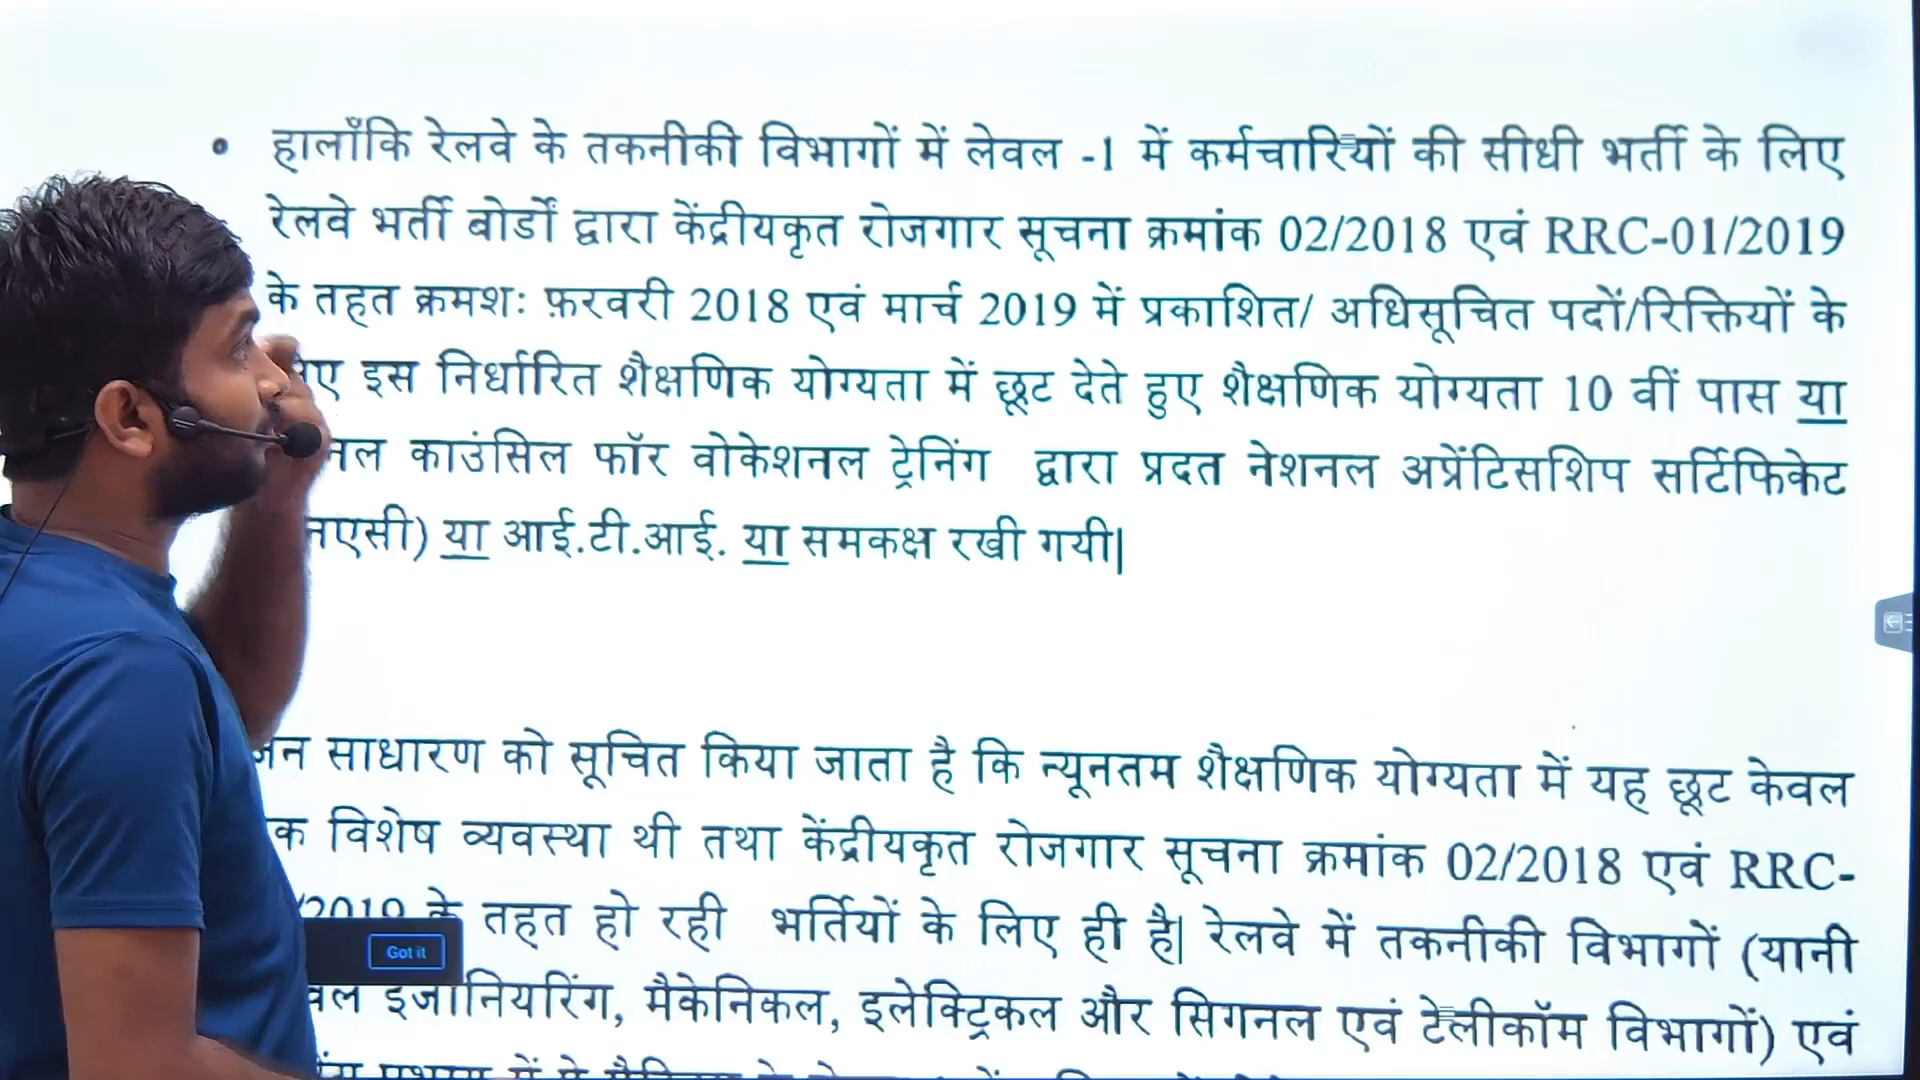 • हालाँकि रेलवे के तकनीकी विभागों में लेवल -1 में कर्मचारियों की सीधी भर्ती के लिए
रेलवे भर्ती बोर्डों द्वारा केंद्रीयकृत रोजगार सूचना क्रमांक 02/2018 एवं RRC-01/2019
के तहत क्रमशः फ़रवरी 2018 एवं मार्च 2019 में प्रकाशित/ अधिसूचित पदों/रिक्तियों के
इस निर्धारित शैक्षणिक योग्यता में छूट देते हुए शैक्षणिक योग्यता 10 वीं पास या
काउंसिल फॉर वोकेशनल ट्रेनिंग द्वारा प्रदत नेशनल अप्रेंटिसशिप सर्टिफिकेट
या आई.टी.आई. या समकक्ष रखी गयी|
जन साधारण को सूचित किया जाता है कि न्यूनतम शैक्षणिक योग्यता में यह छूट केवल
विशेष व्यवस्था थी तथा केंद्रीयकृत रोजगार सूचना क्रमांक 02/2018 एवं RRC-
के तहत हो रही भर्तियों के लिए ही है| रेलवे में तकनीकी विभागों (यानी
Got it
इंजीनियरिंग, मैकेनिकल, इलेक्ट्रिकल और सिगनल एवं टेलीकॉम विभागों) एवं